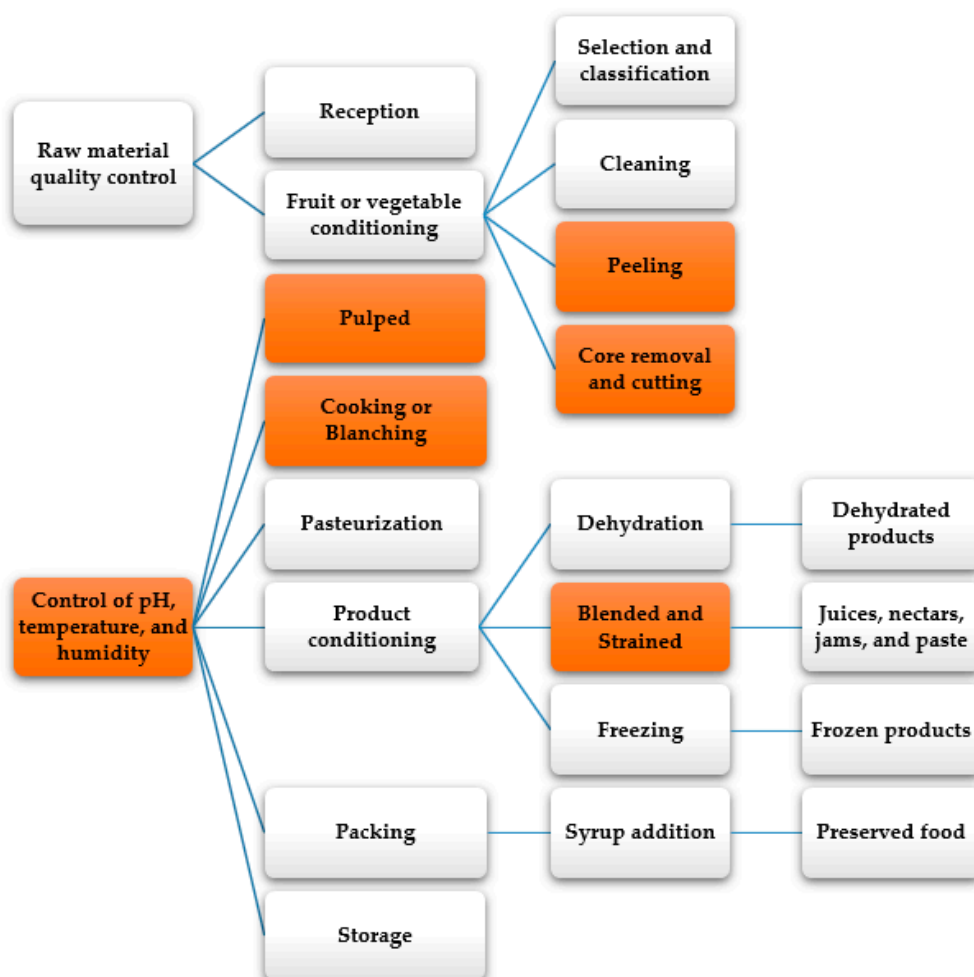 Selection and
classification
Reception
Raw material
quality control
Cleaning
Fruit or vegetable
conditioning
Peeling
Pulped
Core removal
and cutting
Cooking or
Blanching
Pasteurization
Dehydration
Dehydrated
products
Control of pH,
temperature, and
humidity
Product
conditioning
Blended and
Strained
Juices, nectars,
jams, and paste
Freezing
Frozen products
Packing
Syrup addition
Preserved food
Storage